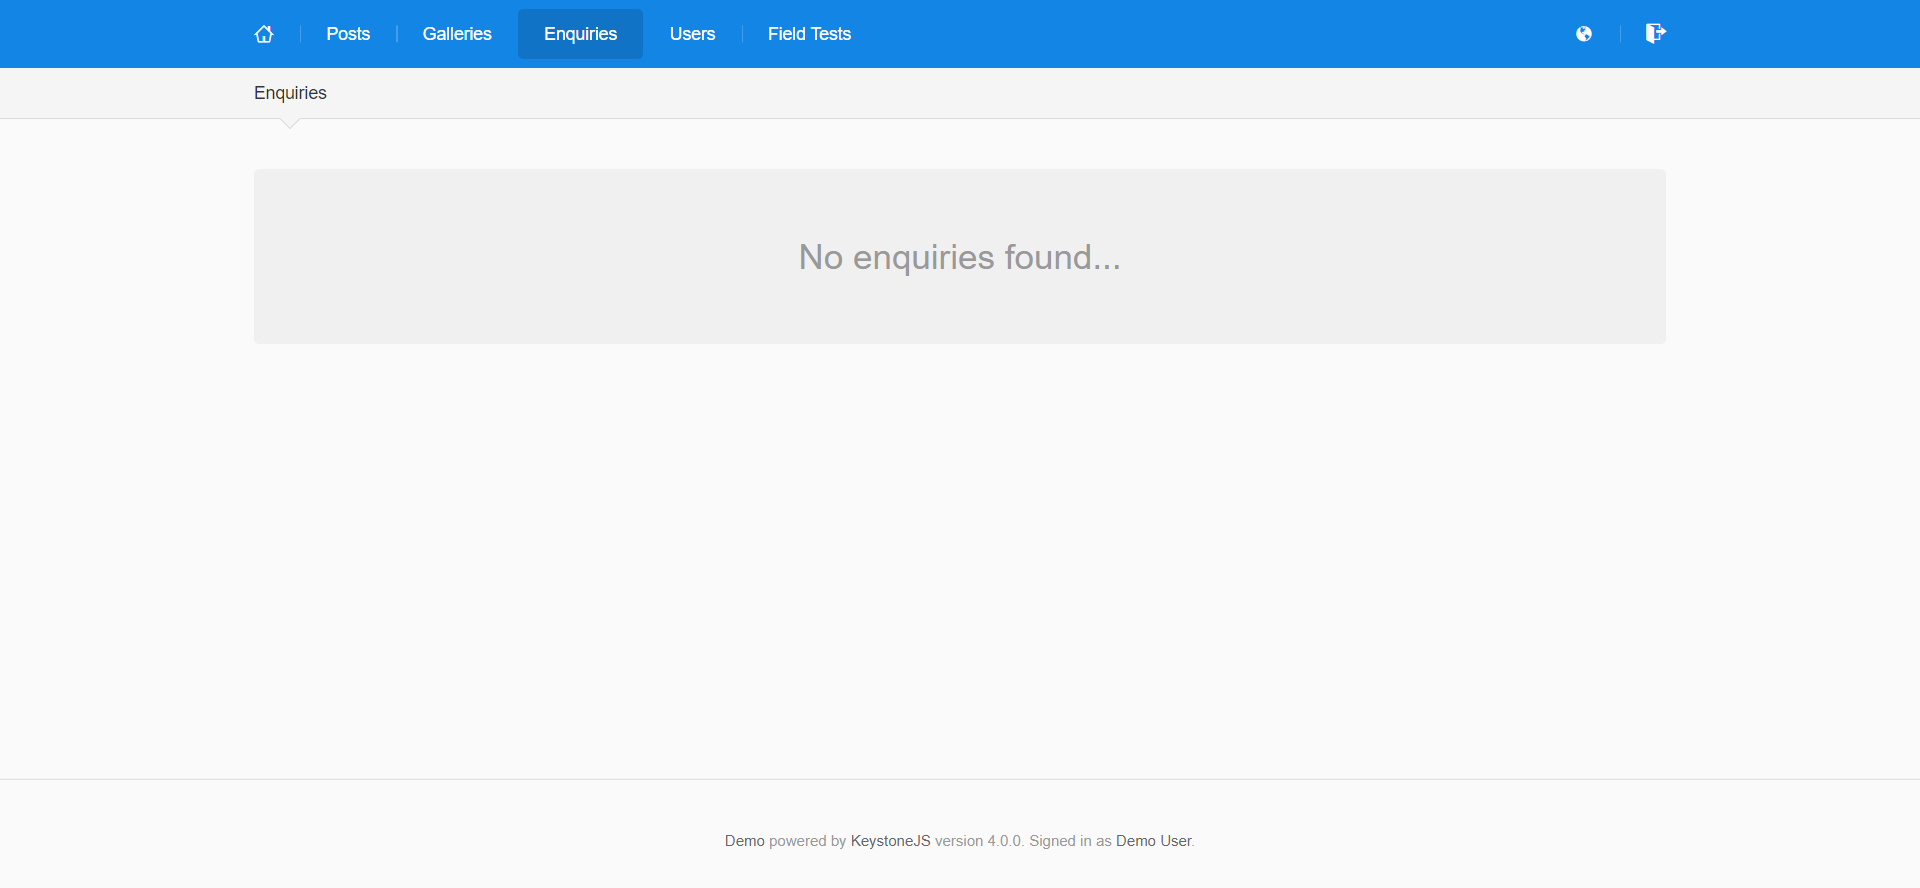 Posts Galleries Enquiries Users Field Tests
Enquiries
No enquiries found...
Demo powered by KeystoneJS version 4.0.0. Signed in as Demo User.